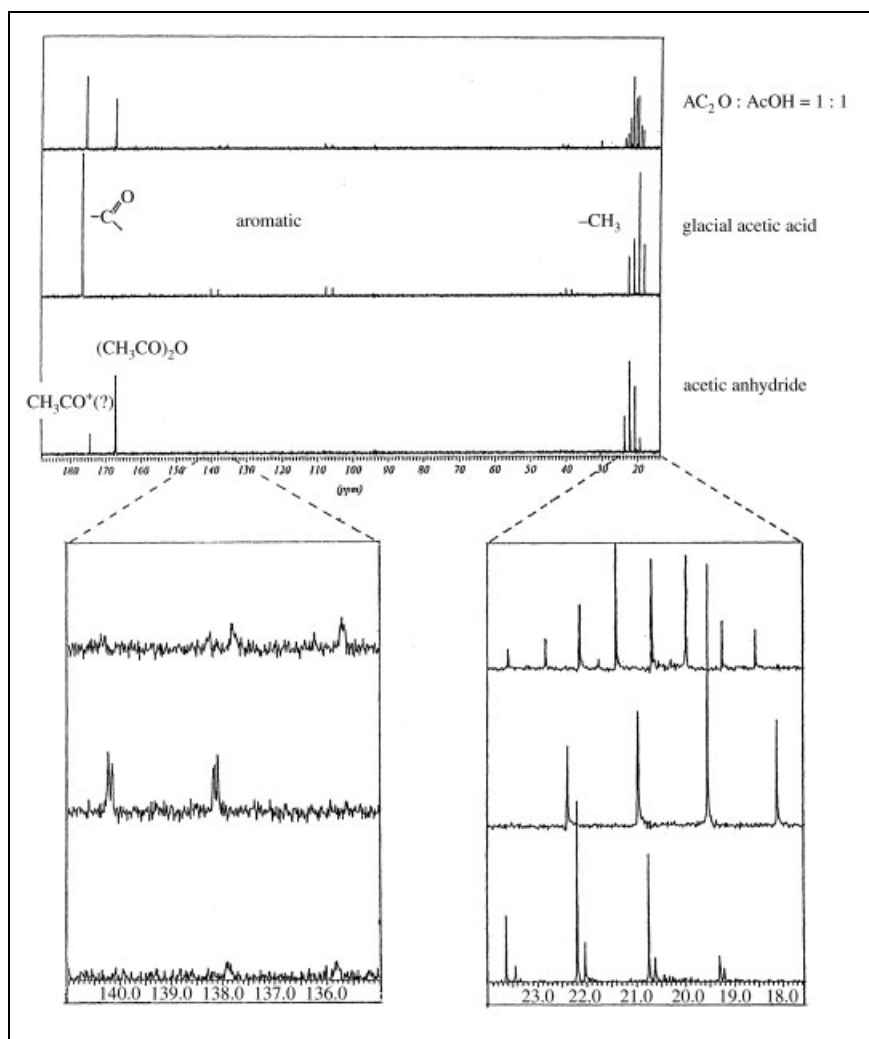 AC₂ O : AcOH = 1 : 1
–C
O
aromatic
–CH₃
glacial acetic acid
(CH₃CO)₂O
CH₃CO⁺(?)
acetic anhydride
180 170 160 150 140 130 120 110 100 90 80 70 60 50 40 30 20
(ppm)
140.0 139.0 138.0 137.0 136.0
23.0 22.0 21.0 20.0 19.0 18.0